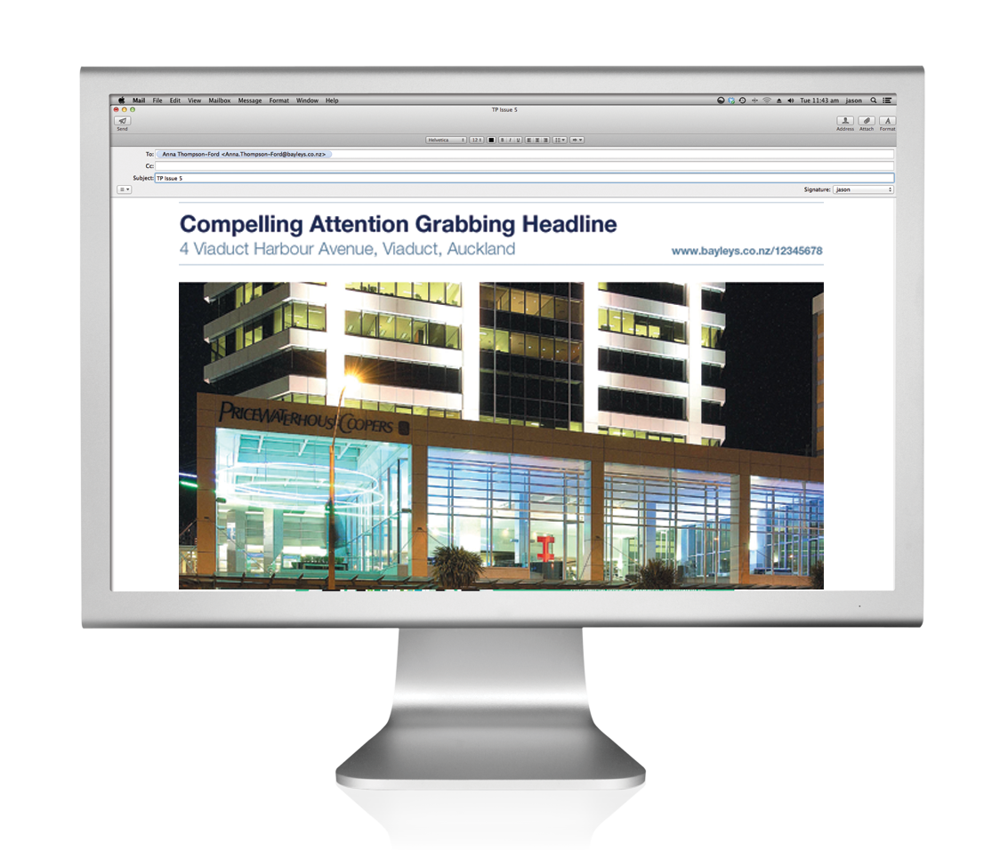 Mail File Edit View Mailbox Message Format Window Help Tue 11:43 am jason
TP Issue 5
Send Address Attach Format
Helvetica 12 B I U
To: Anna Thompson-Ford <Anna.Thompson-Ford@bayleys.co.nz>
Cc:
Subject: TP Issue 5
Signature: jason
Compelling Attention Grabbing Headline
4 Viaduct Harbour Avenue, Viaduct, Auckland www.bayleys.co.nz/12345678
PRICEWATERHOUSECOOPERS